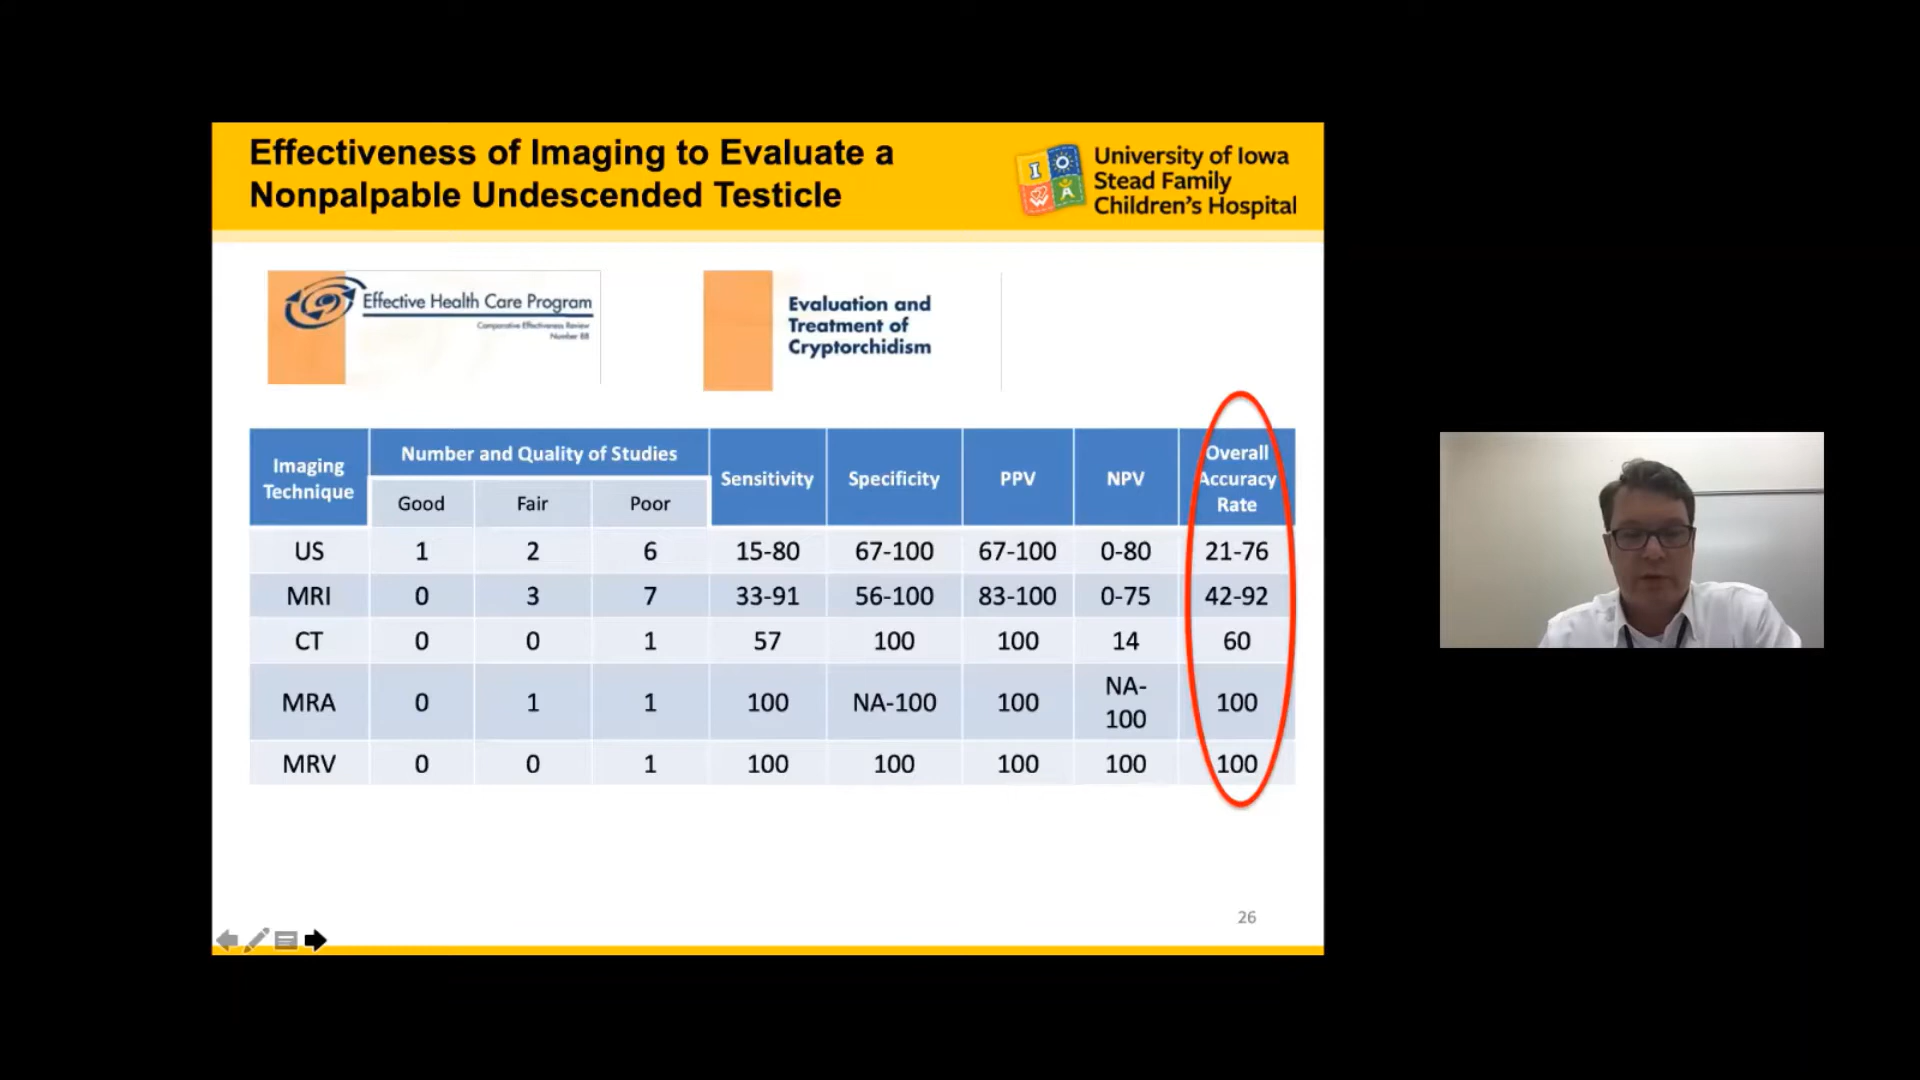 Effectiveness of Imaging to Evaluate a
Nonpalpable Undescended Testicle
University of Iowa
Stead Family
Children's Hospital
Effective Health Care Program
Comparative Effectiveness Review
Number 88
Evaluation and
Treatment of
Cryptorchidism
Imaging Technique Number and Quality of Studies Sensitivity Specificity PPV NPV Overall Accuracy Rate
Good Fair Poor
US 1 2 6 15-80 67-100 67-100 0-80 21-76
MRI 0 3 7 33-91 56-100 83-100 0-75 42-92
CT 0 0 1 57 100 100 14 60
MRA 0 1 1 100 NA-100 100 NA-100 100
MRV 0 0 1 100 100 100 100 100
26